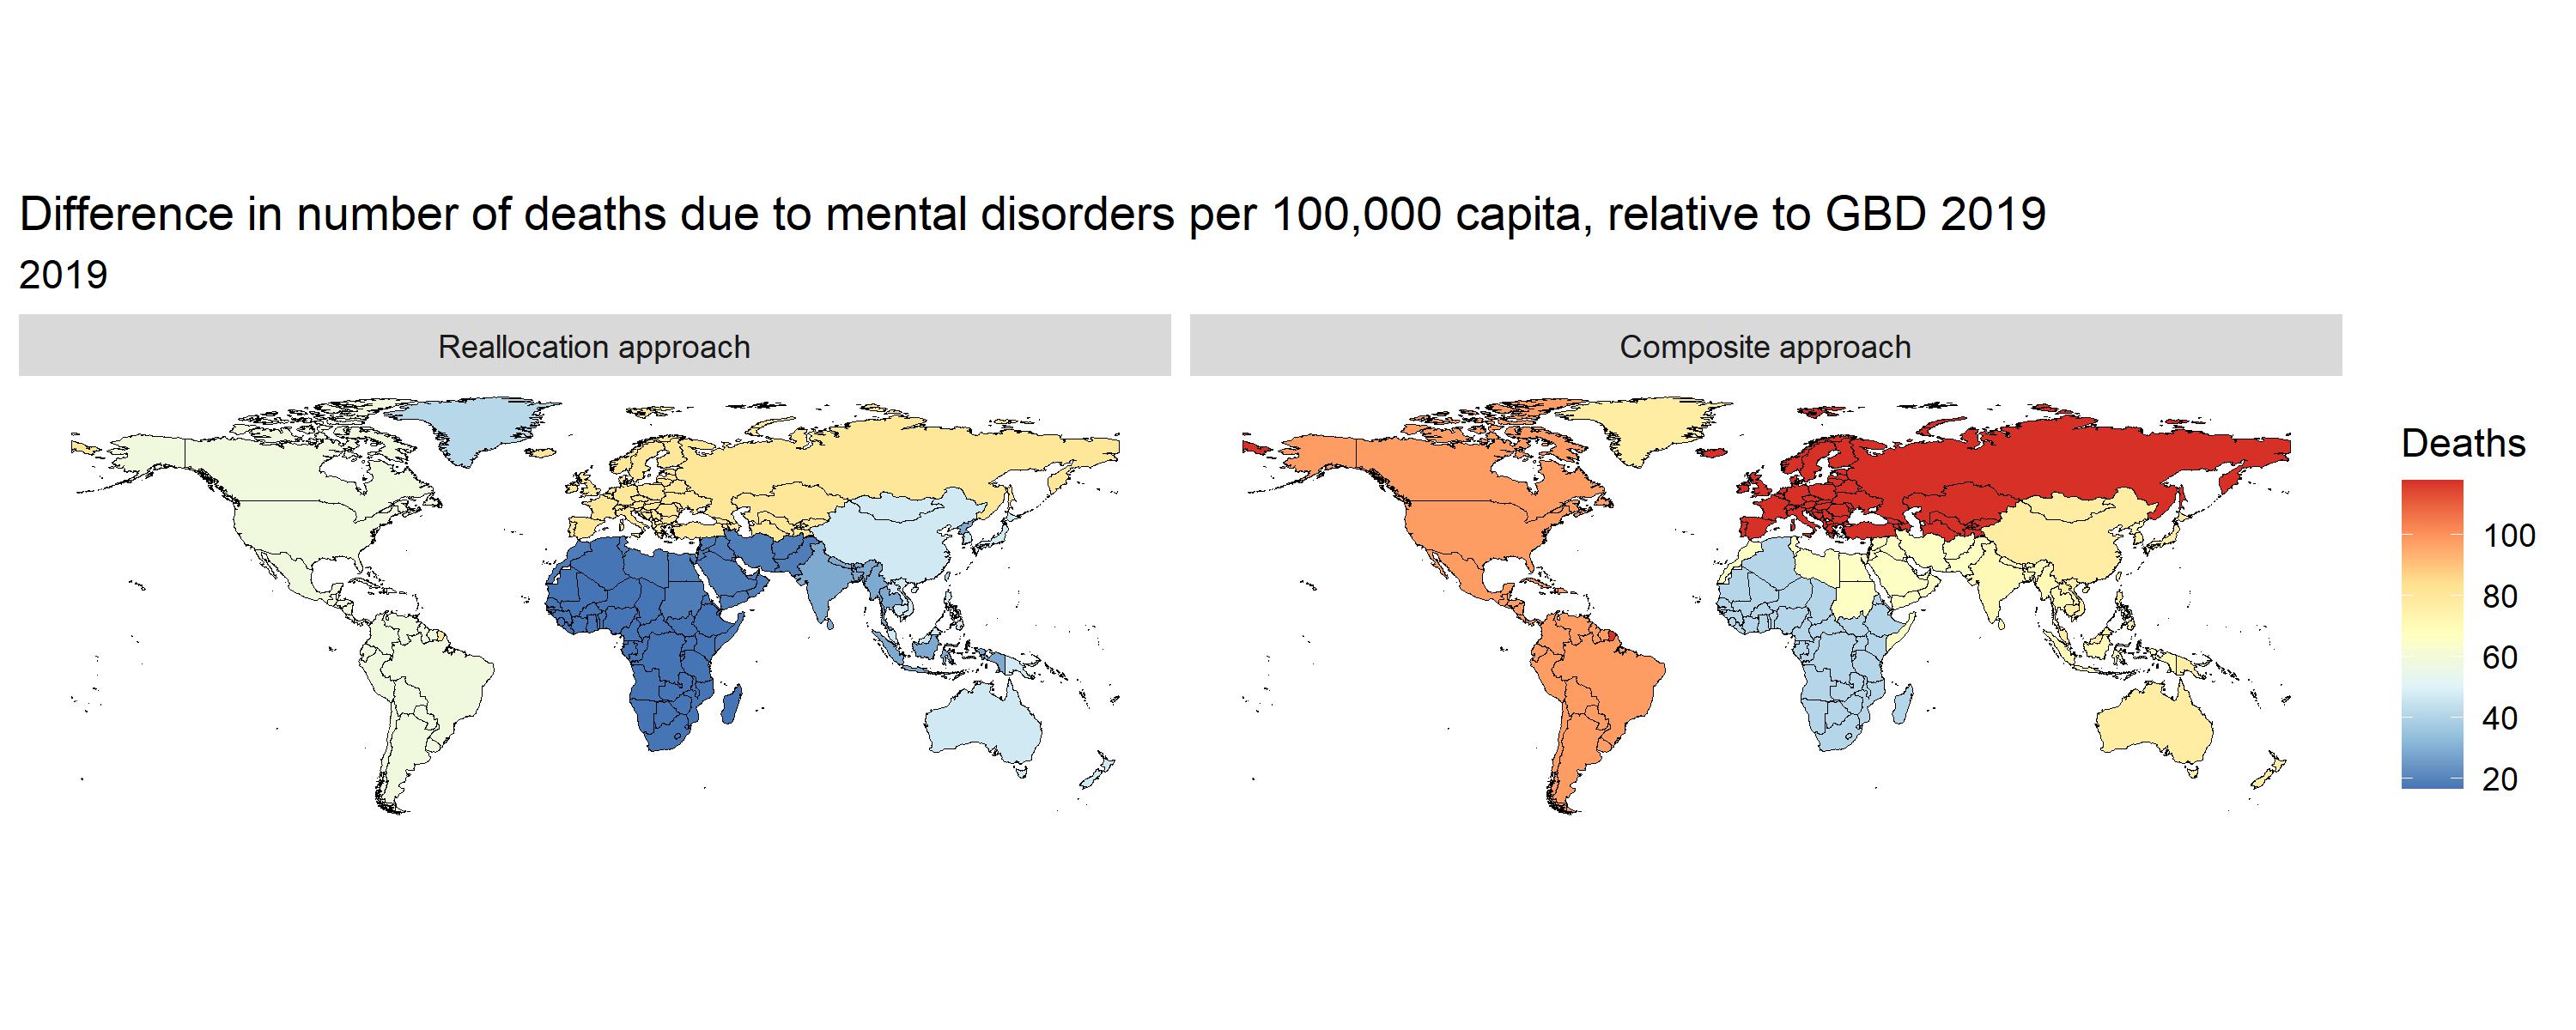 Difference in number of deaths due to mental disorders per 100,000 capita, relative to GBD 2019
2019
Reallocation approach
Composite approach
Deaths
100
80
60
40
20